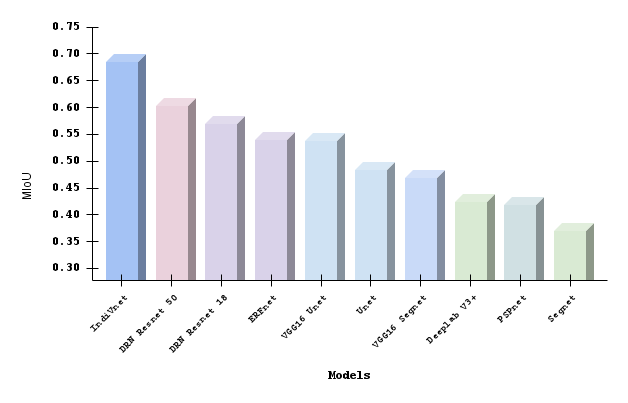 0.75
0.70
0.65
0.60
0.55
0.50
0.45
0.40
0.35
0.30
MIoU
IndiVnet
DRN Resnet 50
DRN Resnet 18
ERFnet
VGG16 Unet
Unet
VGG16 Segnet
Deeplab V3+
PSPnet
Segnet
Models